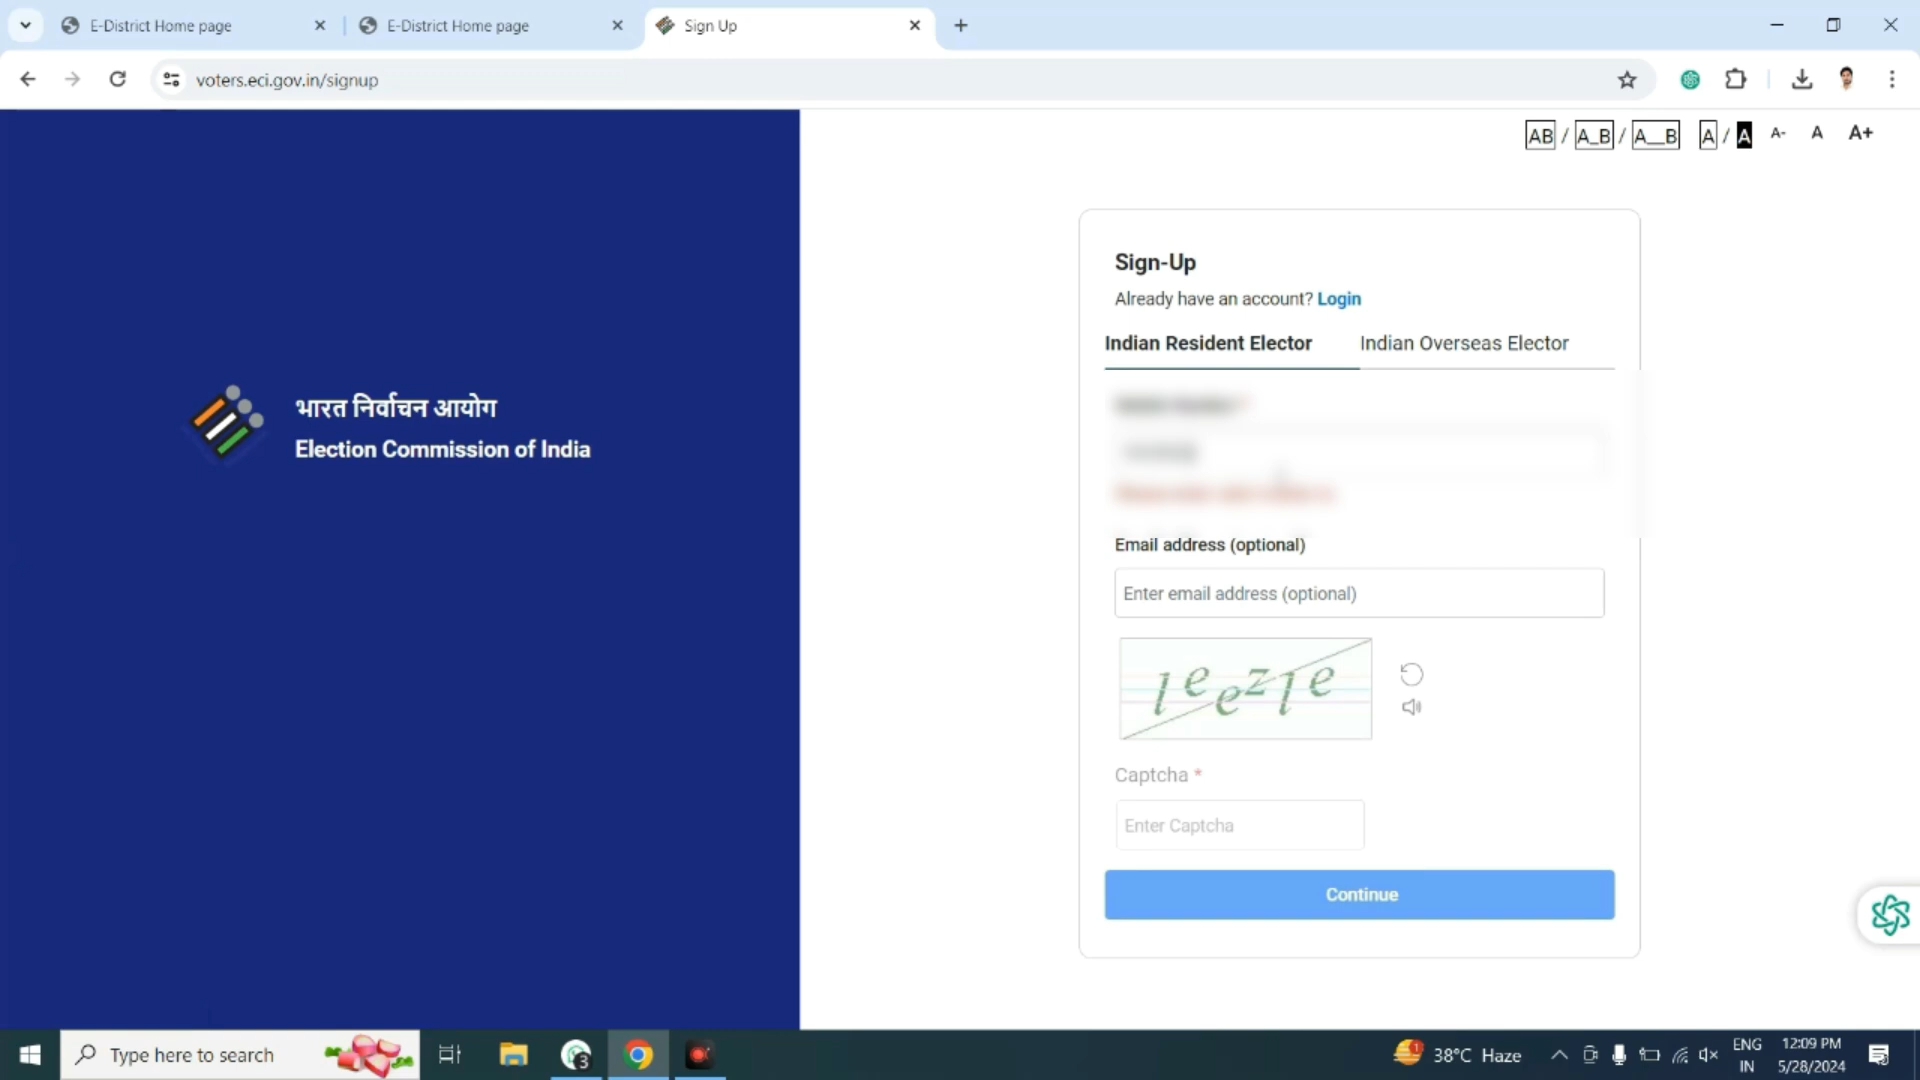 E-District Home page
E-District Home page
Sign Up
voters.eci.gov.in/signup
AB / A_B / A__B A / A A- A A+
भारत निर्वाचन आयोग
Election Commission of India
Sign-Up
Already have an account? Login
Indian Resident Elector Indian Overseas Elector
Email address (optional)
Enter email address (optional)
Captcha *
Enter Captcha
Continue
Type here to search
3
1
38°C Haze
ENG
IN
12:09 PM
5/28/2024